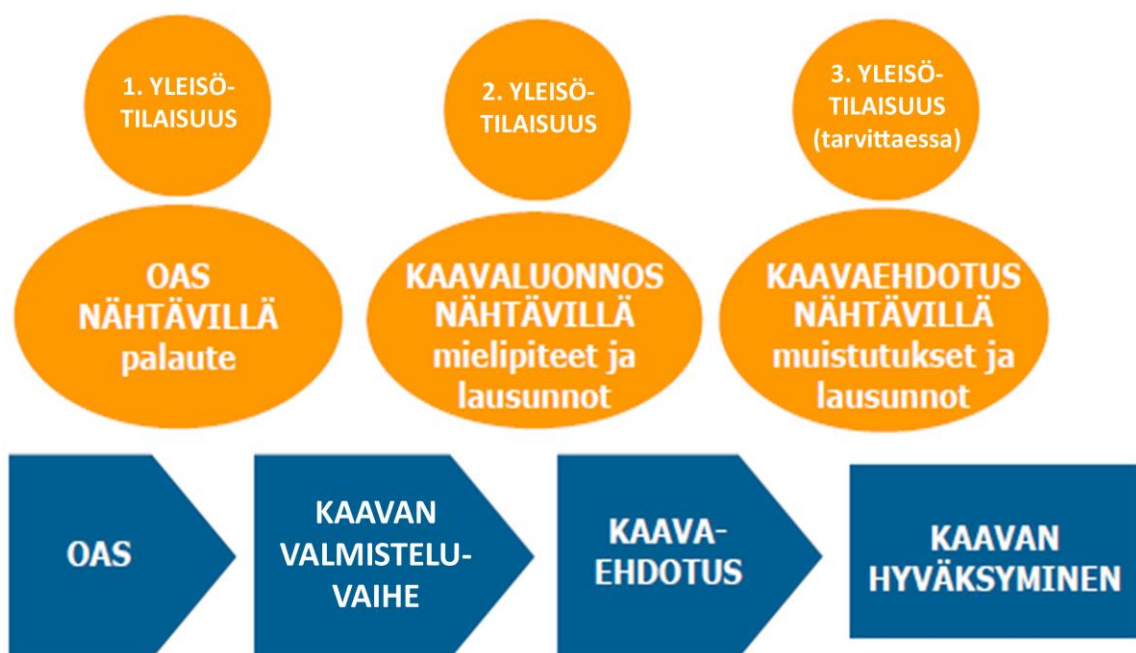 1. YLEISÖ-
TILAISUUS
2. YLEISÖ-
TILAISUUS
3. YLEISÖ-
TILAISUUS
(tarvittaessa)
OAS
NÄHTÄVILLÄ
palaute
KAAVALUONNOS
NÄHTÄVILLÄ
mielipiteet ja
lausunnot
KAAVAEHDOTUS
NÄHTÄVILLÄ
muistutukset ja
lausunnot
OAS
KAAVAN
VALMISTELU-
VAIHE
KAAVA-
EHDOTUS
KAAVAN
HYVÄKSYMINEN